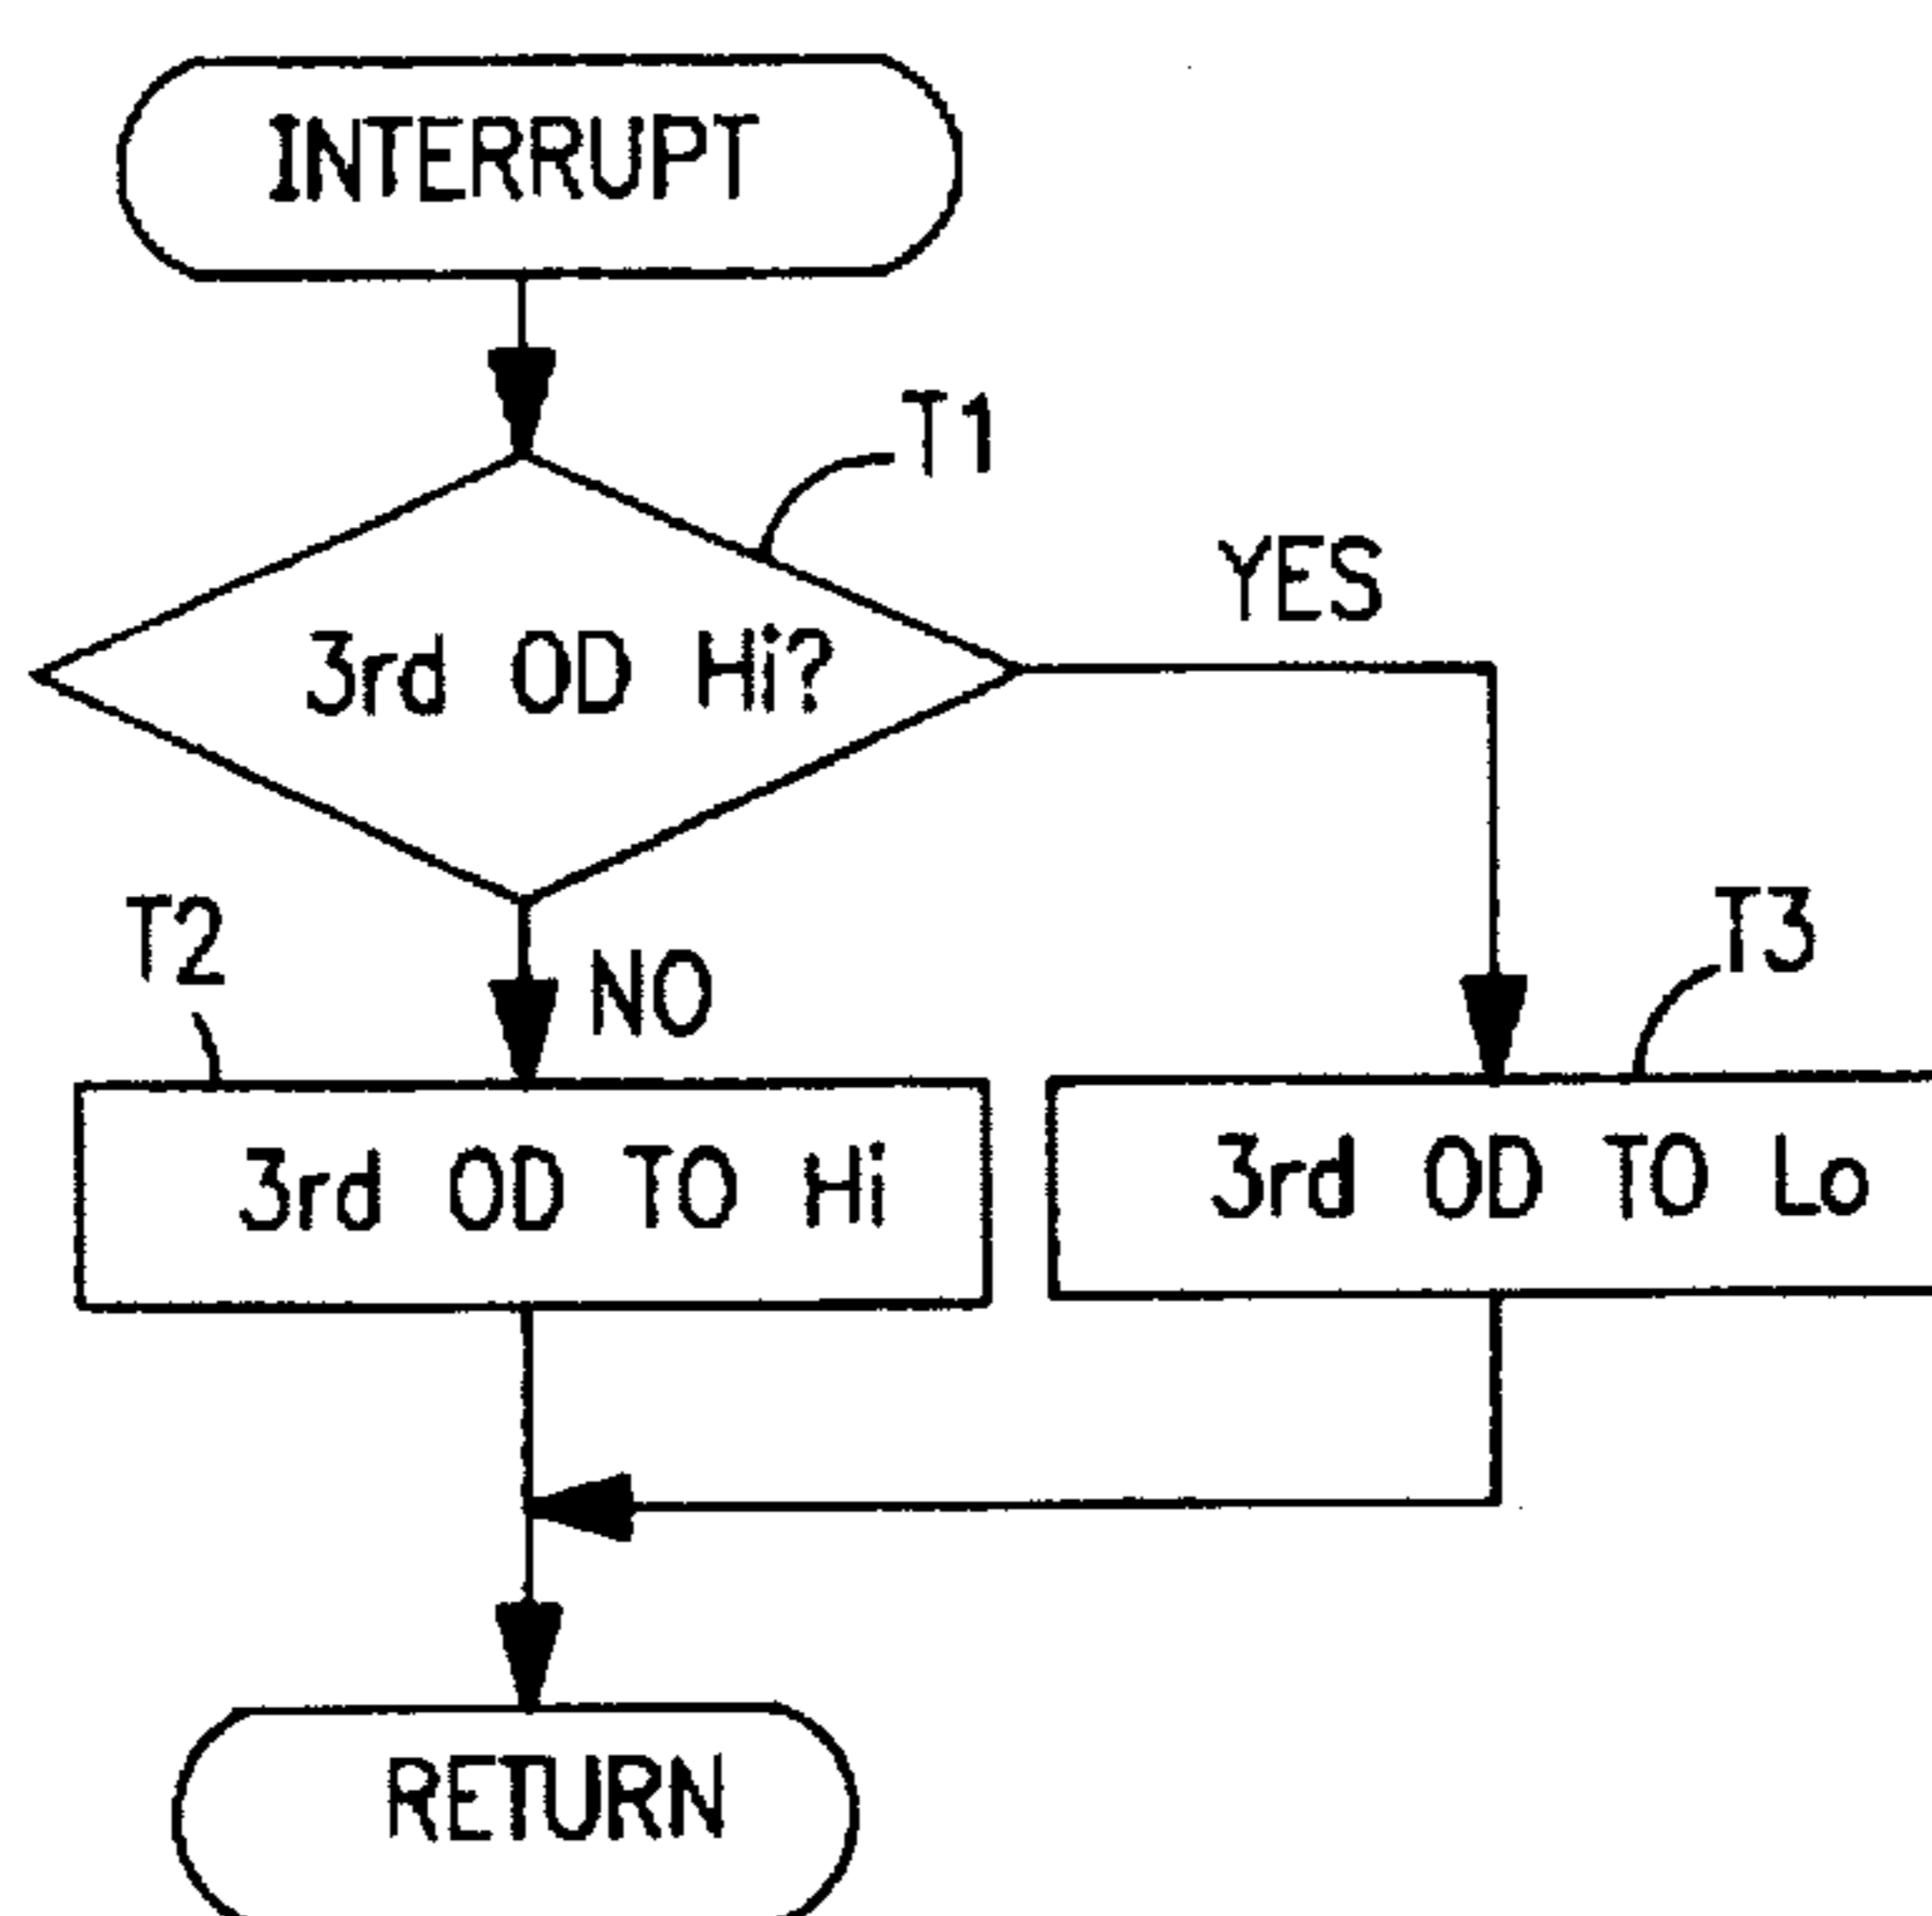 INTERRUPT
T1
3rd OD Hi?
YES
T2
NO
T3
3rd OD TO Hi
3rd OD TO Lo
RETURN